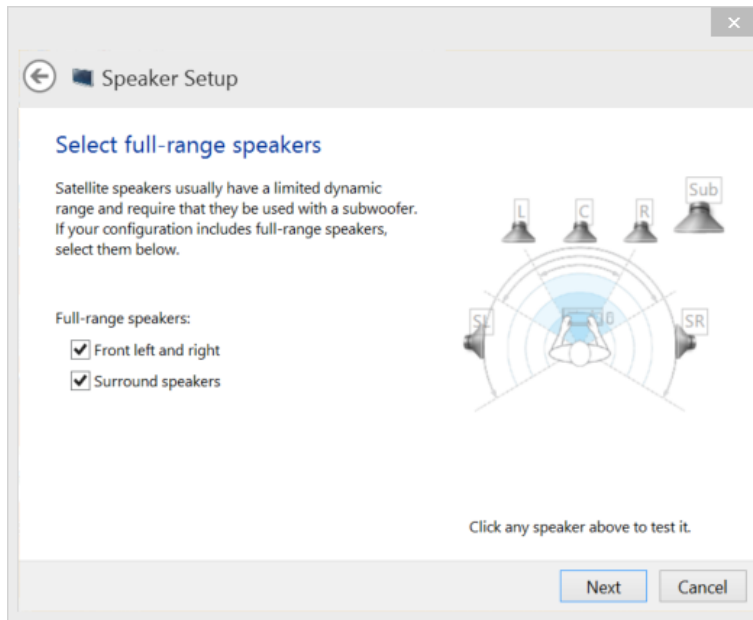 Speaker Setup
Select full-range speakers
Satellite speakers usually have a limited dynamic
range and require that they be used with a subwoofer.
If your configuration includes full-range speakers,
select them below.
Full-range speakers:
Front left and right
Surround speakers
L C R Sub
SL SR
Click any speaker above to test it.
Next Cancel